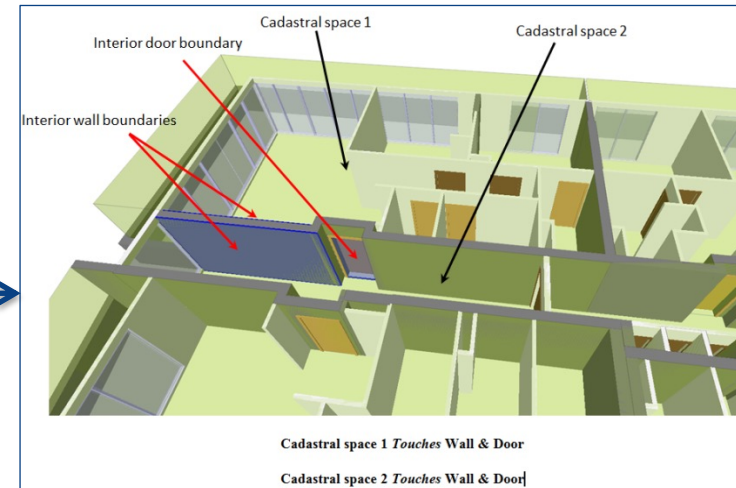 Cadastral space 1
Cadastral space 2
Interior door boundary
Interior wall boundaries
Cadastral space 1 Touches Wall & Door
Cadastral space 2 Touches Wall & Door